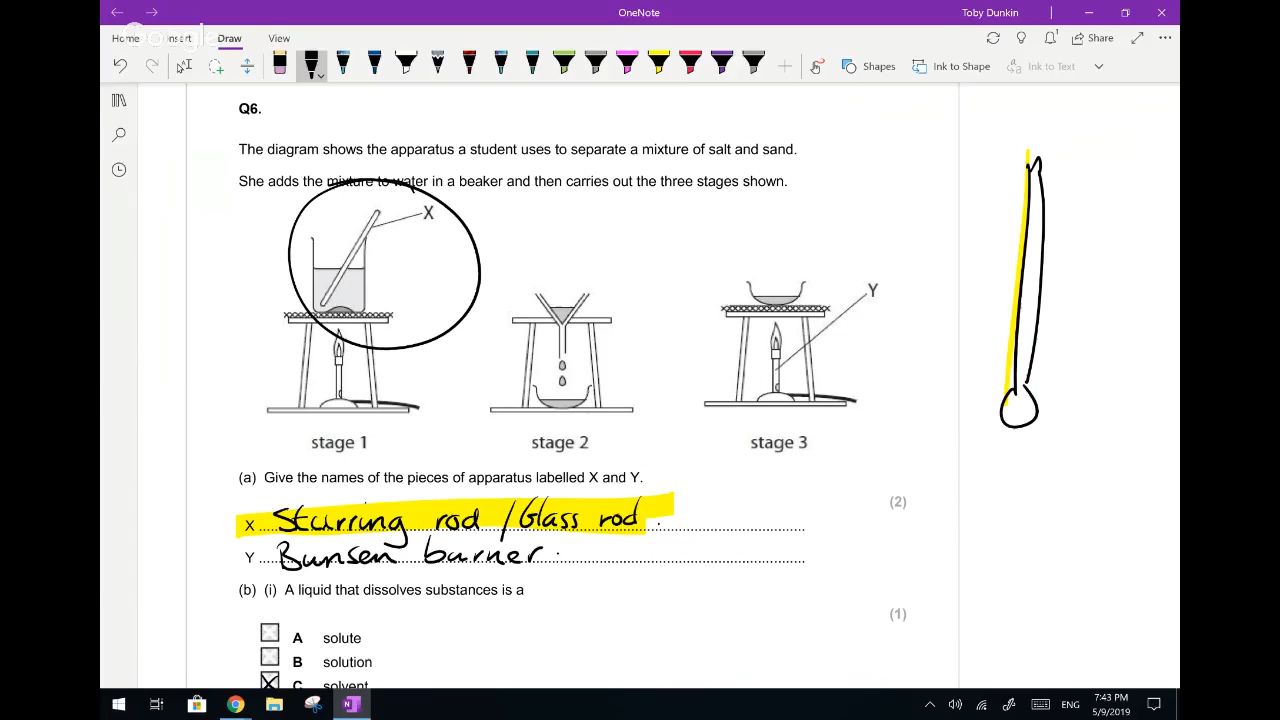 OneNote
Toby Dunkin
Home Insert Draw View
Share
Shapes
Ink to Shape
Ink to Text
Q6.
The diagram shows the apparatus a student uses to separate a mixture of salt and sand.
She adds the mixture to water in a beaker and then carries out the three stages shown.
X
Y
stage 1
stage 2
stage 3
(a) Give the names of the pieces of apparatus labelled X and Y.
(2)
X Sturring rod / Glass rod.
Y Bunsen burner.
(b) (i) A liquid that dissolves substances is a
(1)
A solute
B solution
C solvent
ENG
7:43 PM
5/9/2019